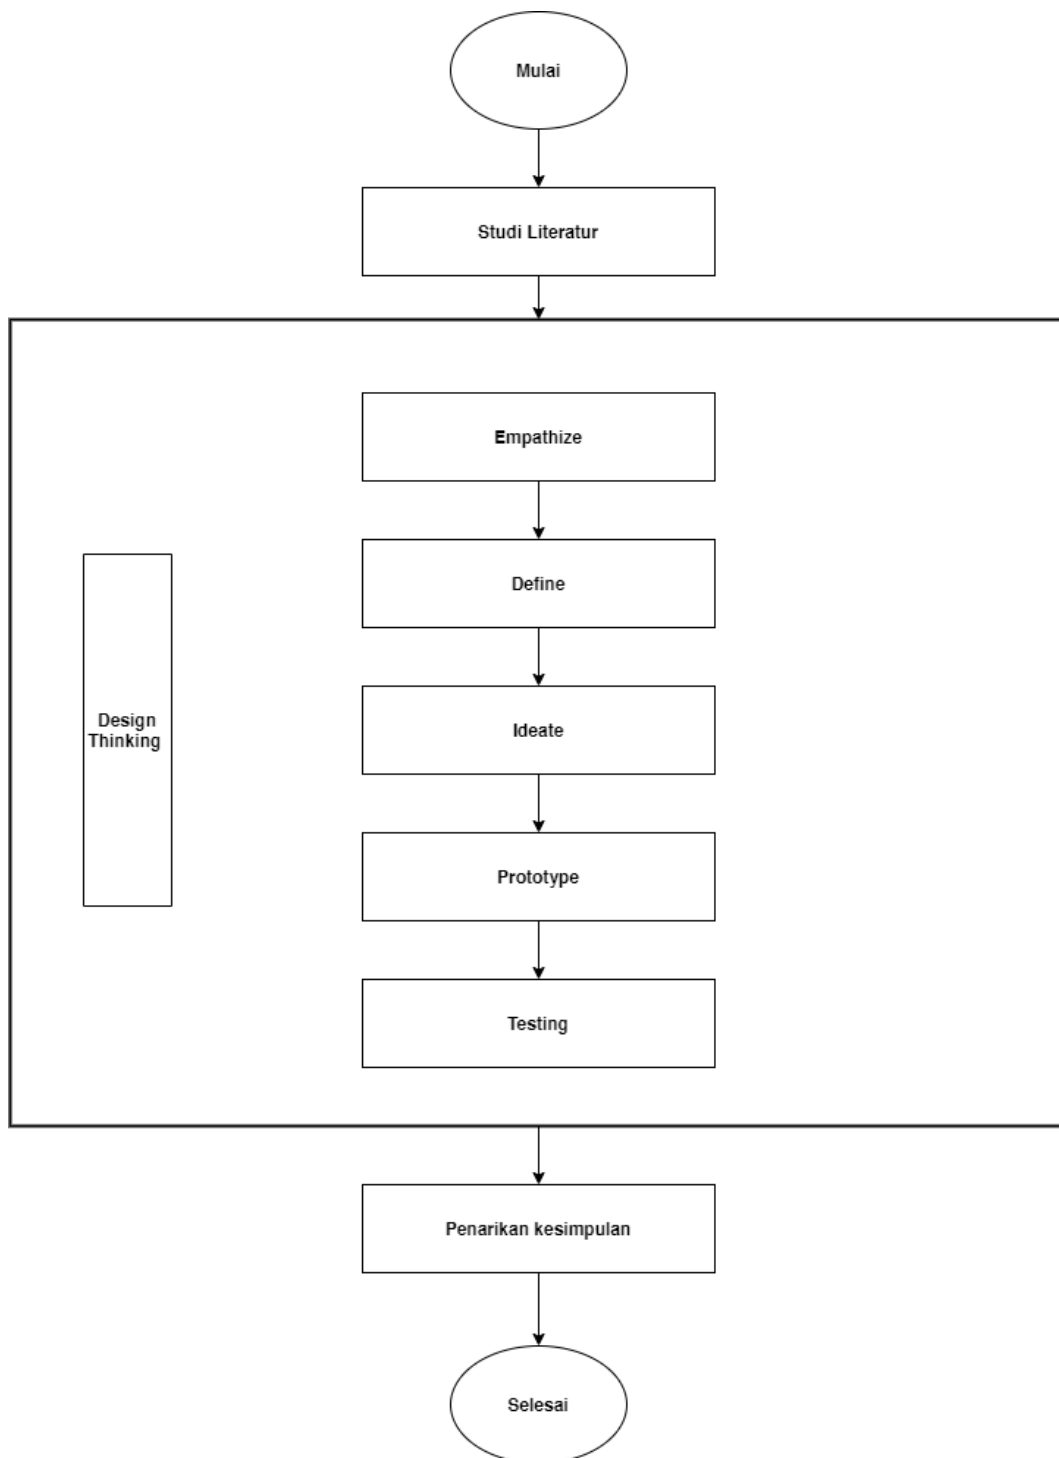 Mulai
Studi Literatur
Empathize
Define
Design
Thinking
Ideate
Prototype
Testing
Penarikan kesimpulan
Selesai